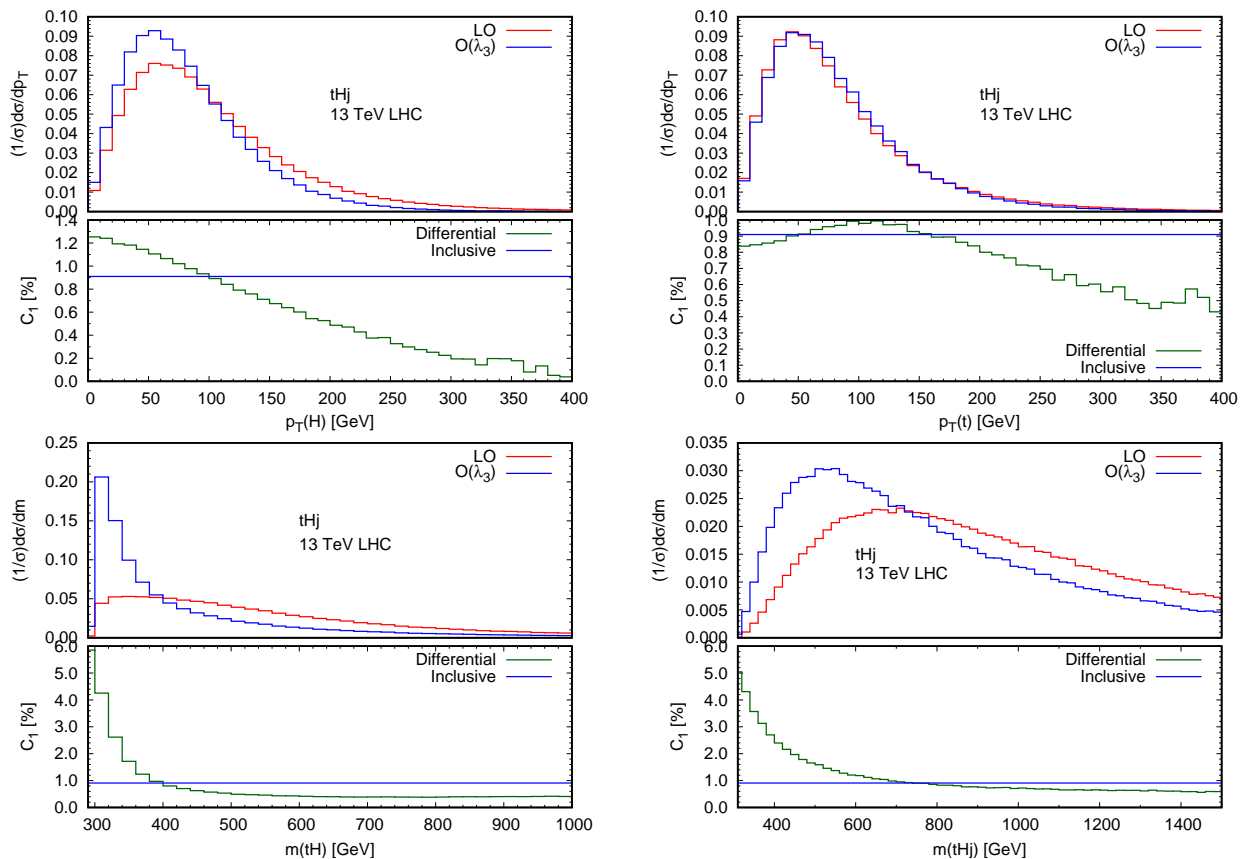 0.10
0.09
0.08
0.07
0.06
0.05
0.04
0.03
0.02
0.01
0.00
(1/σ)dσ/dp_T
LO
O(λ₃)
tHj
13 TeV LHC
1.4
1.2
1.0
0.8
0.6
0.4
0.2
0.0
C₁ [%]
Differential
Inclusive
0 50 100 150 200 250 300 350 400
p_T(H) [GeV]
0.10
0.09
0.08
0.07
0.06
0.05
0.04
0.03
0.02
0.01
0.00
(1/σ)dσ/dp_T
LO
O(λ₃)
tHj
13 TeV LHC
1.0
0.9
0.8
0.7
0.6
0.5
0.4
0.3
0.2
0.1
0.0
C₁ [%]
Differential
Inclusive
0 50 100 150 200 250 300 350 400
p_T(t) [GeV]
0.25
0.20
0.15
0.10
0.05
0.00
(1/σ)dσ/dm
LO
O(λ₃)
tHj
13 TeV LHC
6.0
5.0
4.0
3.0
2.0
1.0
0.0
C₁ [%]
Differential
Inclusive
300 400 500 600 700 800 900 1000
m(tH) [GeV]
0.035
0.030
0.025
0.020
0.015
0.010
0.005
0.000
(1/σ)dσ/dm
LO
O(λ₃)
tHj
13 TeV LHC
6.0
5.0
4.0
3.0
2.0
1.0
0.0
C₁ [%]
Differential
Inclusive
400 600 800 1000 1200 1400
m(tHj) [GeV]